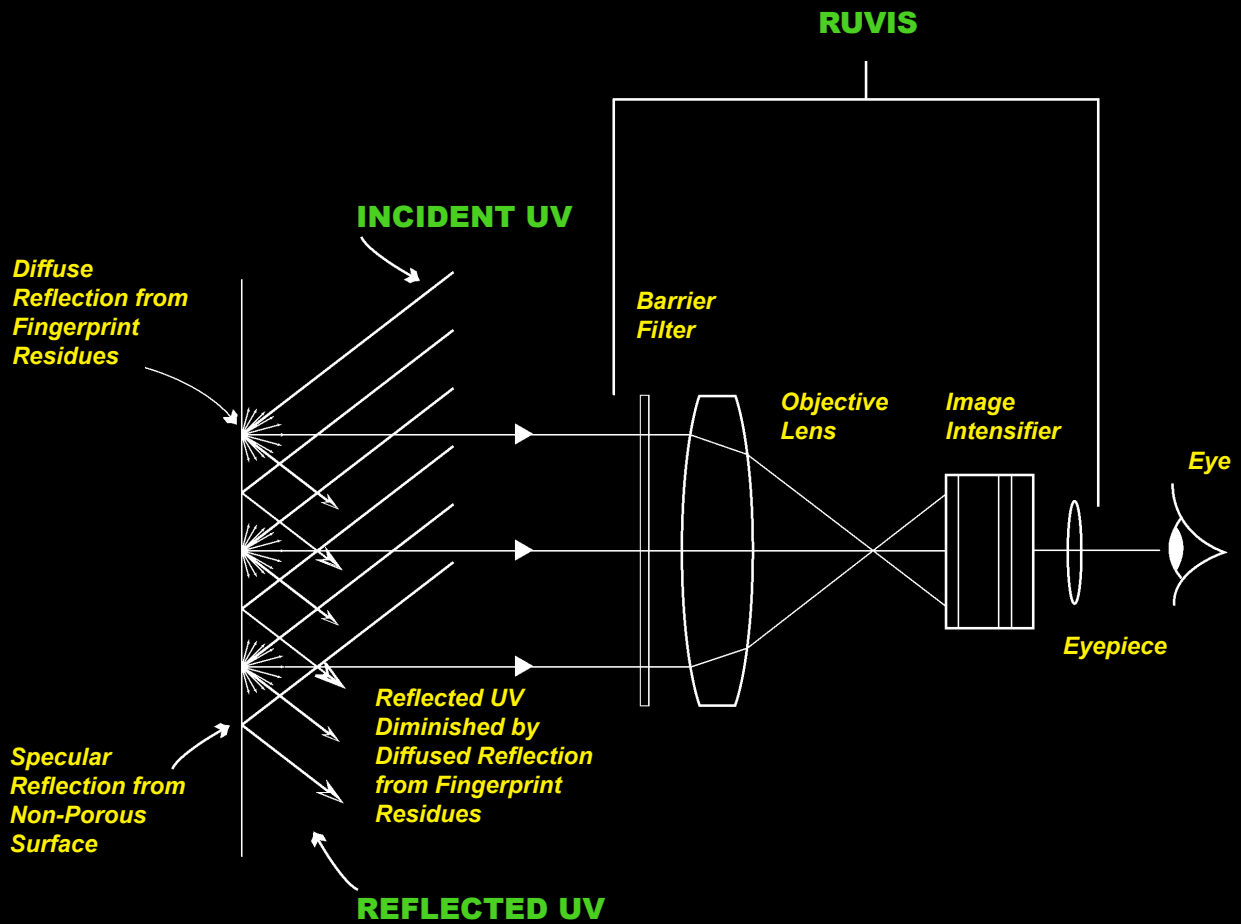 RUVIS
INCIDENT UV
Diffuse
Reflection from
Fingerprint
Residues
Barrier
Filter
Objective
Lens
Image
Intensifier
Eye
Eyepiece
Reflected UV
Diminished by
Diffused Reflection
from Fingerprint
Residues
Specular
Reflection from
Non-Porous
Surface
REFLECTED UV